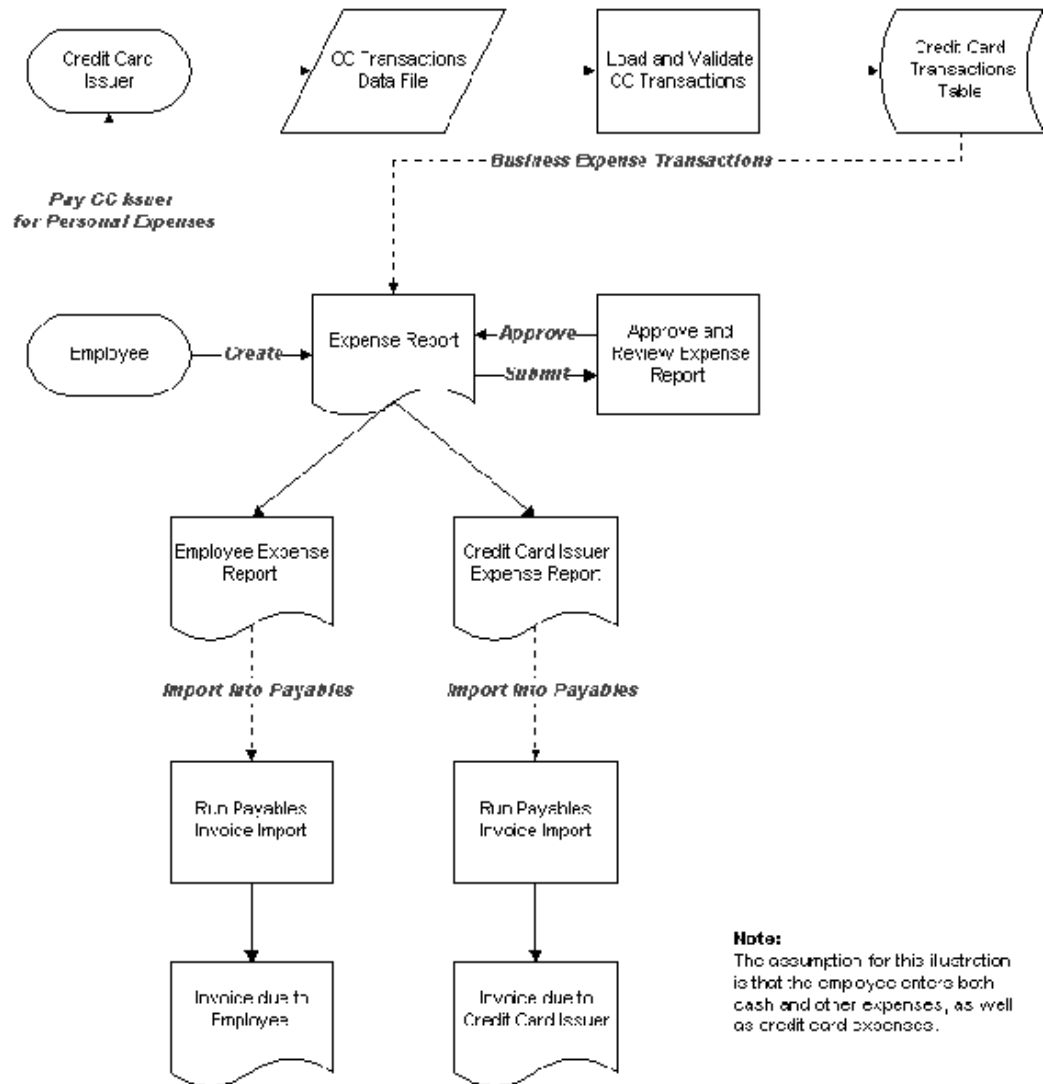 Credit Card
Issuer
CC Transactions
Data File
Load and Validate
CC Transactions
Credit Card
Transactions
Table
Business Expense Transactions
Pay CC Issuer
for Personal Expenses
Employee
Create
Expense Report
Approve
Submit
Approve and
Review Expense
Report
Employee Expense
Report
Credit Card Issuer
Expense Report
Import Into Payables
Import Into Payables
Run Payables
Invoice Import
Run Payables
Invoice Import
Invoice due to
Employee
Invoice due to
Credit Card Issuer
Note:
The assumption for this illustration
is that the employee enters both
cash and other expenses, as well
as credit card expenses.